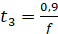 t₃ = 0,9/f